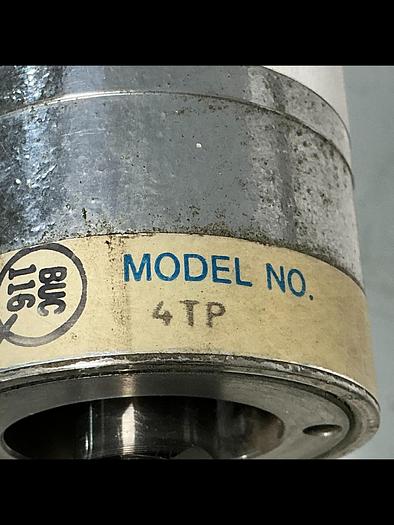 BUC
116
MODEL NO.
4TP